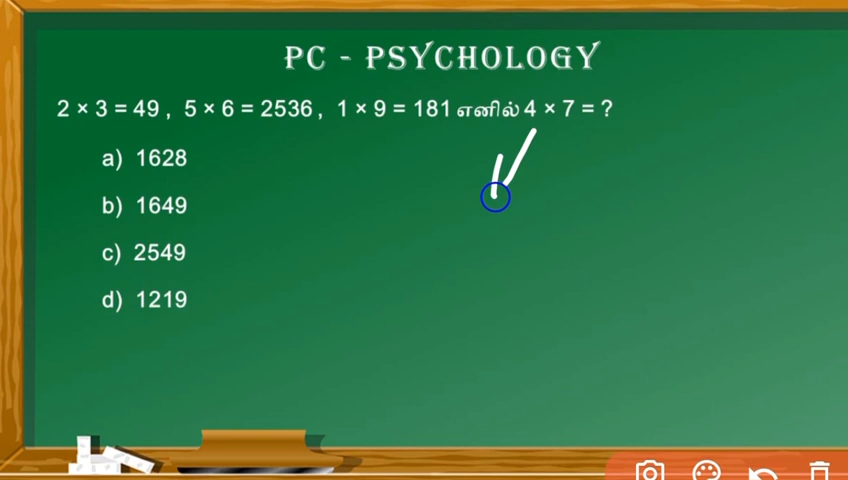 PC - PSYCHOLOGY
2 × 3 = 49 , 5 × 6 = 2536 , 1 × 9 = 181 எனில் 4 × 7 = ?
a) 1628
b) 1649
c) 2549
d) 1219